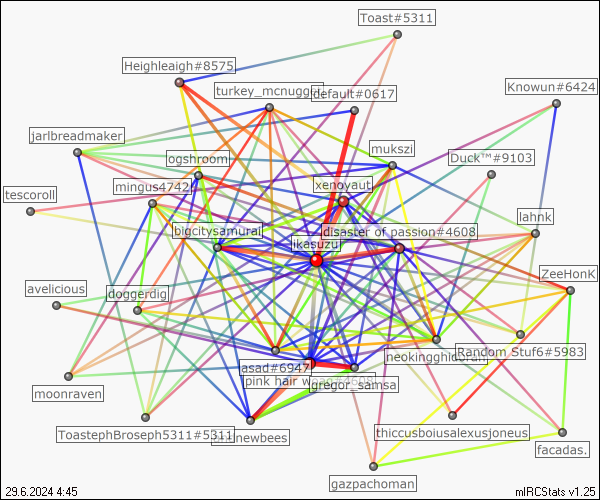 Toast#5311
Heighleaigh#8575
turkey_mcnugge
default#0617
Knowun#6424
jarlbreadmaker
mukszi
ogshroom
Duck™#9103
mingus4742
xenoyaut
tescoroll
lahnk
bigcitysamurai
disaster of passion#4608
likasuzu
ZeeHonK
avelicious
doggerdig
neokingghidorah
Random Stuf6#5983
asad#6947
pink hair
gregor_samsa
moonraven
ToastephBroseph5311#5311
newbees
thiccusboiusalexusjoneus
facadas.
gazpachoman
29.6.2024 4:45
mIRCStats v1.25